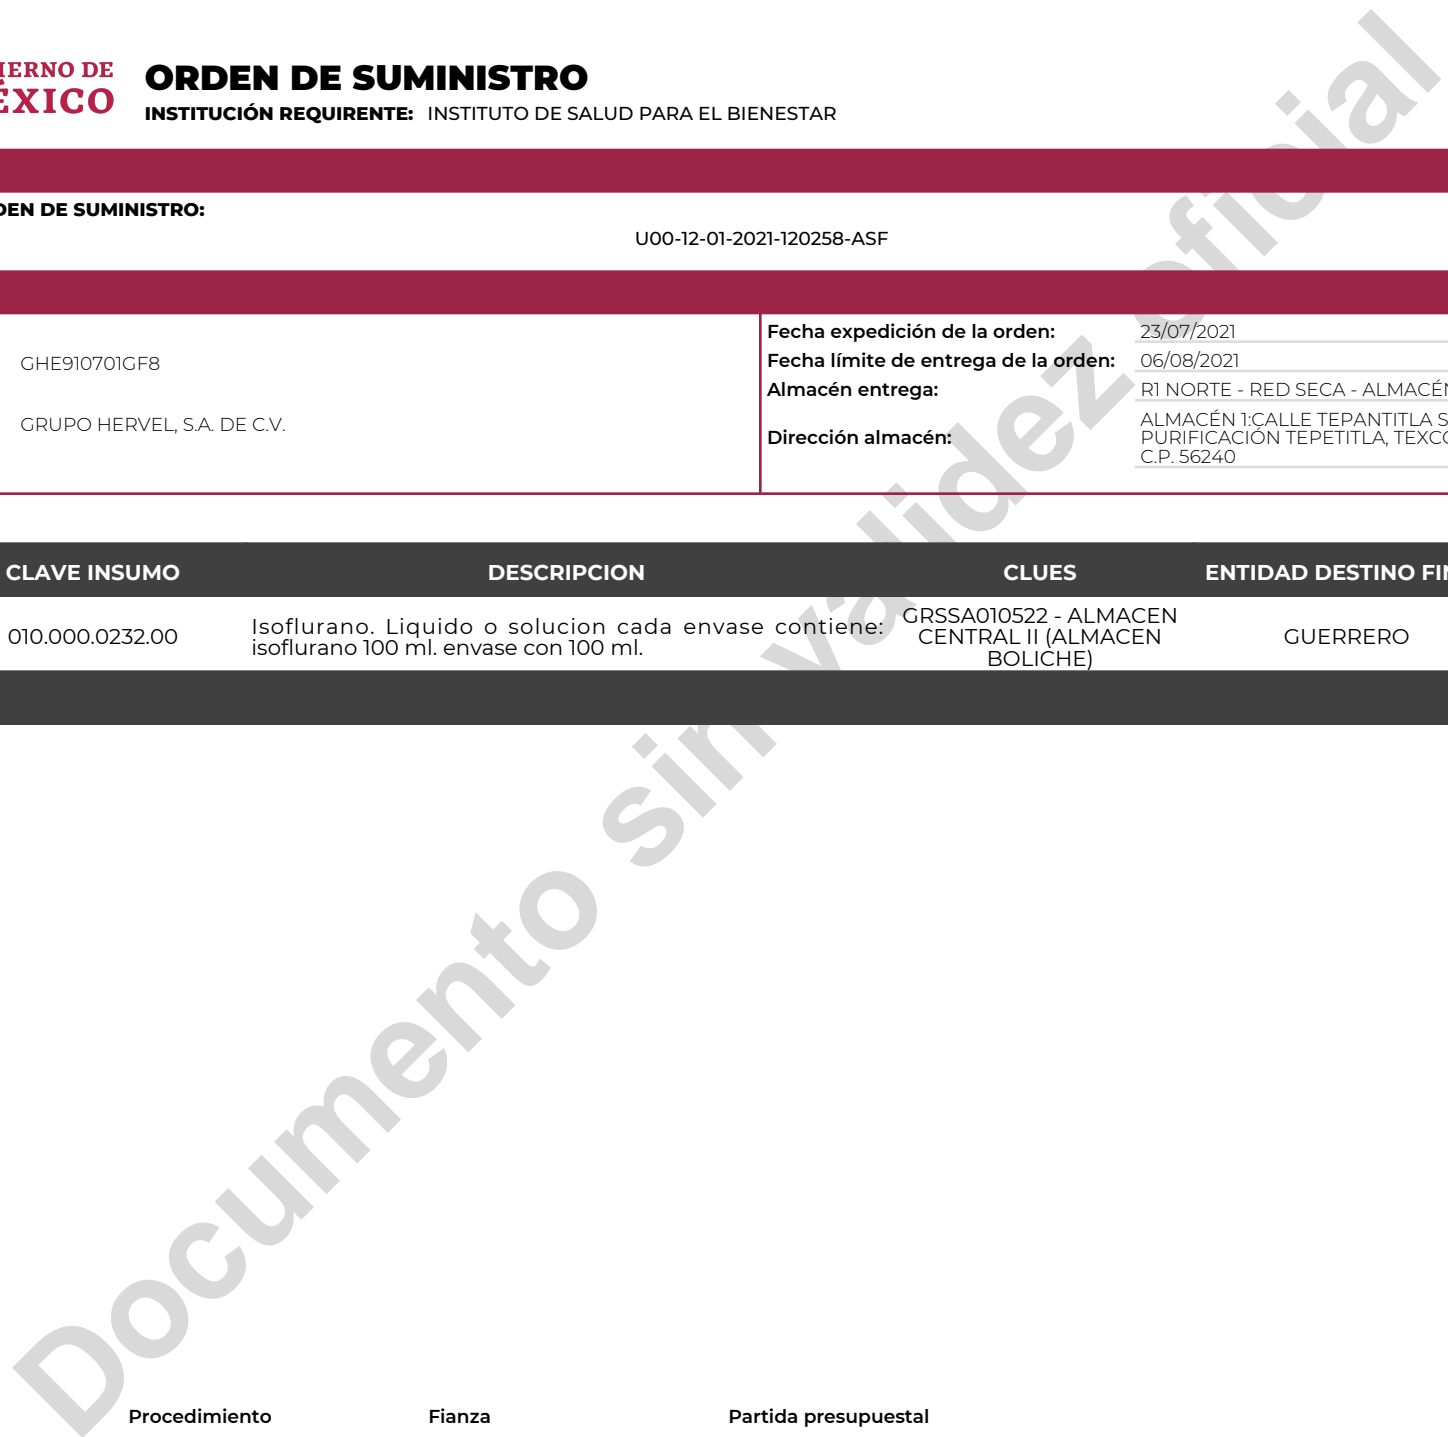 IERNO DE
ÉXICO
ORDEN DE SUMINISTRO
INSTITUCIÓN REQUIRENTE: INSTITUTO DE SALUD PARA EL BIENESTAR
DEN DE SUMINISTRO:
U00-12-01-2021-120258-ASF
GHE910701GF8
GRUPO HERVEL, S.A. DE C.V.
Fecha expedición de la orden: 23/07/2021
Fecha límite de entrega de la orden: 06/08/2021
Almacén entrega: R1 NORTE - RED SECA - ALMACÉN
Dirección almacén: ALMACÉN 1:CALLE TEPANTITLA S
PURIFICACIÓN TEPETITLA, TEXCO
C.P. 56240
CLAVE INSUMO DESCRIPCION CLUES ENTIDAD DESTINO FIN
010.000.0232.00
Isoflurano. Liquido o solucion cada envase contiene:
isoflurano 100 ml. envase con 100 ml.
GRSSA010522 - ALMACEN
CENTRAL II (ALMACEN
BOLICHE)
GUERRERO
Documento sin validez oficial
Procedimiento Fianza Partida presupuestal